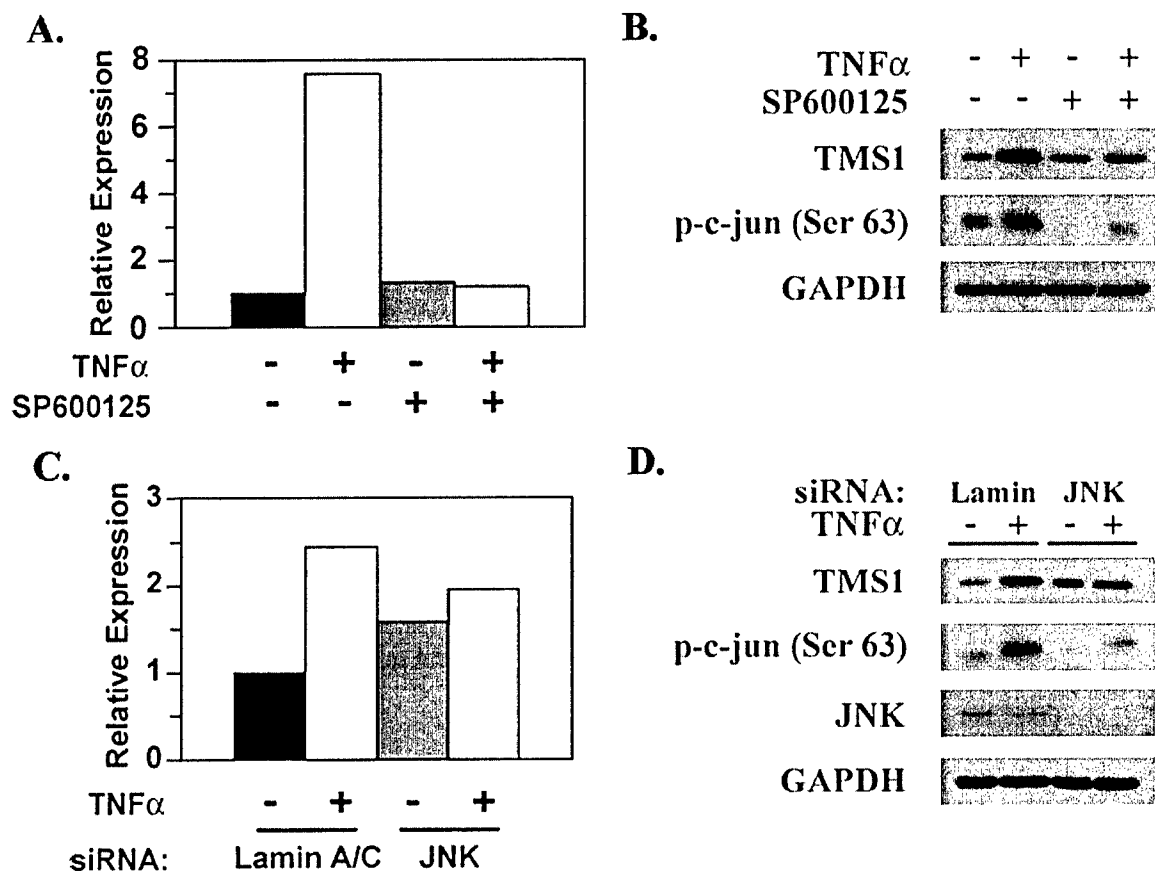 A.
Relative Expression
8
6
4
2
0
TNFα - + - +
SP600125 - - + +
B.
TNFα - + - +
SP600125 - - + +
TMS1
p-c-jun (Ser 63)
GAPDH
C.
Relative Expression
3
2
1
0
TNFα - + - +
siRNA: Lamin A/C JNK
D.
siRNA: Lamin JNK
TNFα - + - +
TMS1
p-c-jun (Ser 63)
JNK
GAPDH